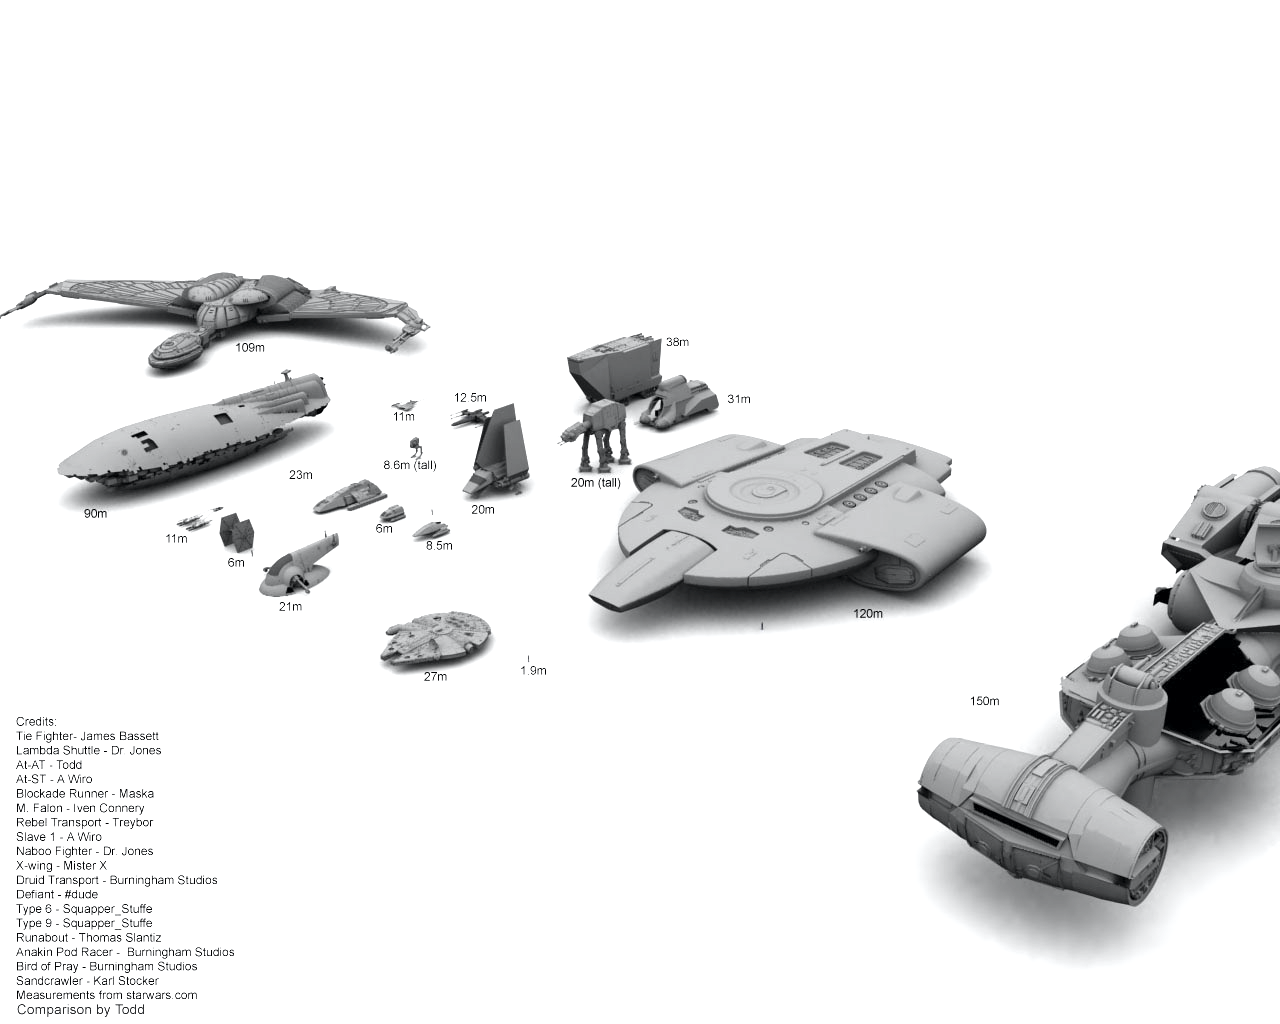 109m
38m
12.5m
11m
31m
8.6m (tall)
23m
20m (tall)
90m
20m
6m
11m
8.5m
6m
21m
120m
1.9m
27m
150m
Credits:
Tie Fighter- James Bassett
Lambda Shuttle - Dr. Jones
At-AT - Todd
At-ST - A Wiro
Blockade Runner - Maska
M. Falon - Iven Connery
Rebel Transport - Treybor
Slave 1 - A Wiro
Naboo Fighter - Dr. Jones
X-wing - Mister X
Druid Transport - Burningham Studios
Defiant - #dude
Type 6 - Squapper_Stuffe
Type 9 - Squapper_Stuffe
Runabout - Thomas Slantiz
Anakin Pod Racer -  Burningham Studios
Bird of Pray - Burningham Studios
Sandcrawler - Karl Stocker
Measurements from starwars.com
Comparison by Todd